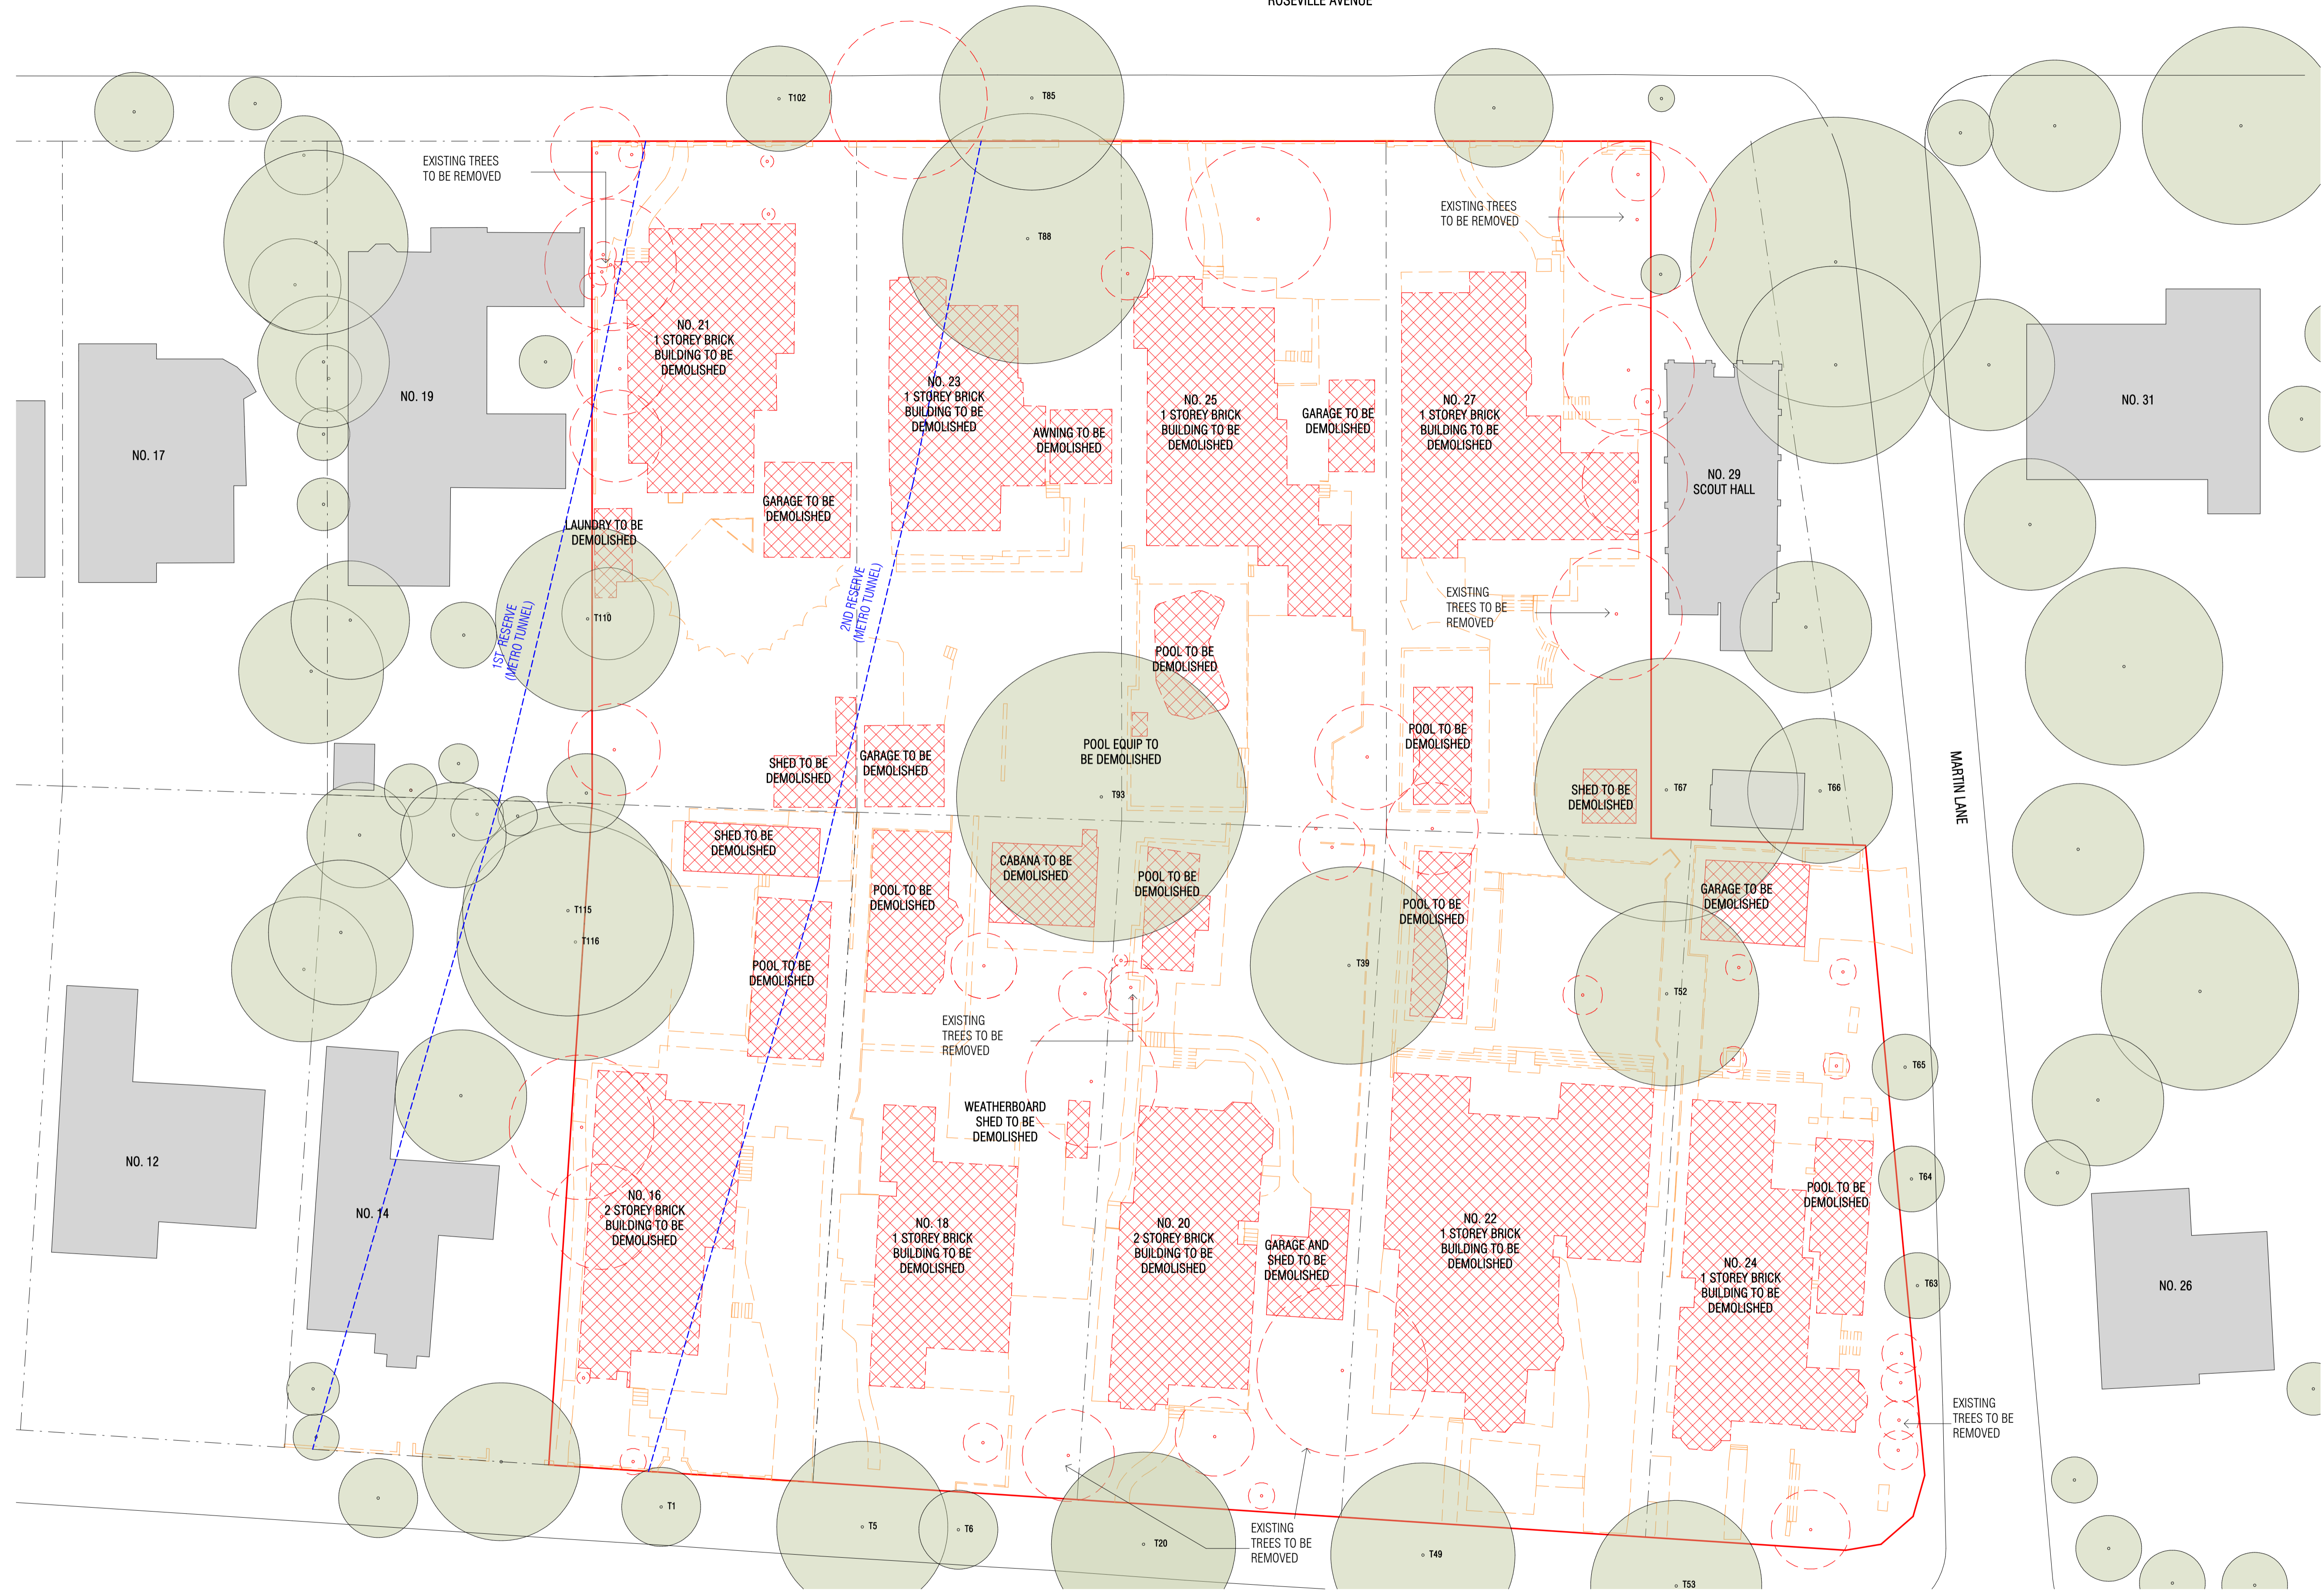 ROSEVILLE AVENUE
T102
T85
EXISTING TREES
TO BE REMOVED
EXISTING TREES
TO BE REMOVED
T88
NO. 21
1 STOREY BRICK
BUILDING TO BE
DEMOLISHED
NO. 23
1 STOREY BRICK
BUILDING TO BE
DEMOLISHED
NO. 25
1 STOREY BRICK
BUILDING TO BE
DEMOLISHED
GARAGE TO BE
DEMOLISHED
NO. 27
1 STOREY BRICK
BUILDING TO BE
DEMOLISHED
NO. 31
NO. 19
AWNING TO BE
DEMOLISHED
NO. 17
NO. 29
SCOUT HALL
GARAGE TO BE
DEMOLISHED
LAUNDRY TO BE
DEMOLISHED
1ST RESERVE
(METRO TUNNEL)
2ND RESERVE
(METRO TUNNEL)
T110
EXISTING
TREES TO BE
REMOVED
POOL TO BE
DEMOLISHED
POOL TO BE
DEMOLISHED
POOL EQUIP TO
BE DEMOLISHED
SHED TO BE
DEMOLISHED
GARAGE TO BE
DEMOLISHED
T93
SHED TO BE
DEMOLISHED
T67
T66
MARTIN LANE
SHED TO BE
DEMOLISHED
CABANA TO BE
DEMOLISHED
POOL TO BE
DEMOLISHED
POOL TO BE
DEMOLISHED
POOL TO BE
DEMOLISHED
GARAGE TO BE
DEMOLISHED
T115
T116
POOL TO BE
DEMOLISHED
T39
T52
EXISTING
TREES TO BE
REMOVED
T65
WEATHERBOARD
SHED TO BE
DEMOLISHED
NO. 12
NO. 14
NO. 16
2 STOREY BRICK
BUILDING TO BE
DEMOLISHED
NO. 18
1 STOREY BRICK
BUILDING TO BE
DEMOLISHED
NO. 20
2 STOREY BRICK
BUILDING TO BE
DEMOLISHED
GARAGE AND
SHED TO BE
DEMOLISHED
NO. 22
1 STOREY BRICK
BUILDING TO BE
DEMOLISHED
POOL TO BE
DEMOLISHED
T64
NO. 24
1 STOREY BRICK
BUILDING TO BE
DEMOLISHED
T63
NO. 26
EXISTING
TREES TO BE
REMOVED
T1
T5
T6
T20
EXISTING
TREES TO BE
REMOVED
T49
T53